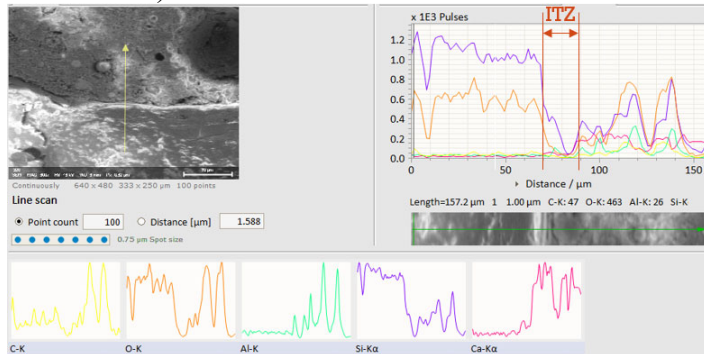 ITZ
x 1E3 Pulses
1.2
1.0
0.8
0.6
0.4
0.2
0.0
0
50
100
150
Distance / µm
Continuously 640 x 480 333 x 250 µm 100 points
Line scan
Point count 100 Distance [µm] 1.588
0.75 µm Spot size
Length=157.2 µm 1 1.00 µm C-K: 47 O-K: 463 Al-K: 26 Si-K
C-K
O-K
Al-K
Si-Kα
Ca-Kα